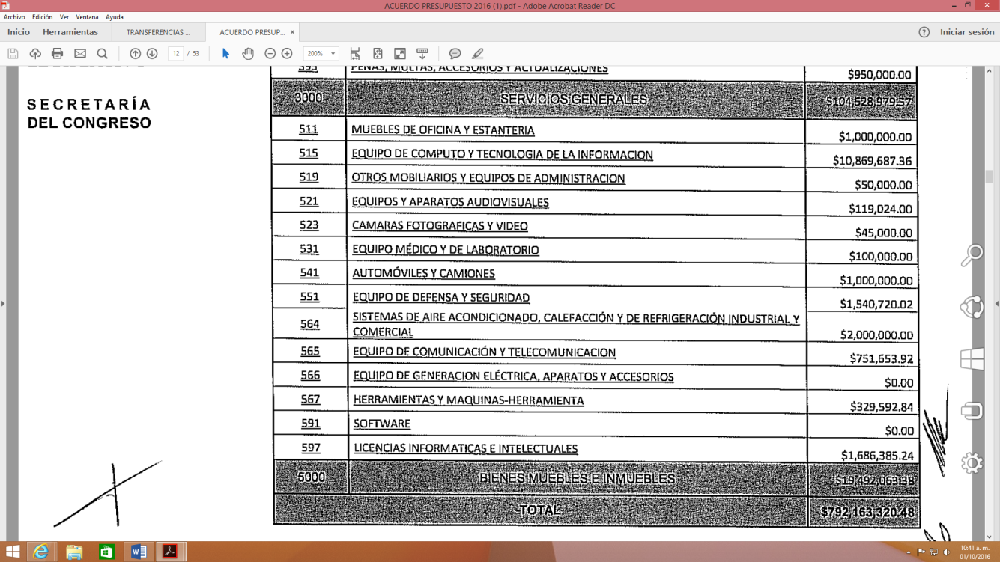 ACUERDO PRESUPUESTO 2016 (1).pdf - Adobe Acrobat Reader DC
Archivo Edición Ver Ventana Ayuda
Inicio Herramientas TRANSFERENCIAS ... ACUERDO PRESUP... × Iniciar sesión
12 / 53 200%
393 PENAS, MULTAS, ACCESORIOS Y ACTUALIZACIONES $950,000.00
SECRETARÍA
DEL CONGRESO
3000 SERVICIOS GENERALES $104,528,979.57
511 MUEBLES DE OFICINA Y ESTANTERIA $1,000,000.00
515 EQUIPO DE COMPUTO Y TECNOLOGIA DE LA INFORMACION $10,869,687.36
519 OTROS MOBILIARIOS Y EQUIPOS DE ADMINISTRACION $50,000.00
521 EQUIPOS Y APARATOS AUDIOVISUALES $119,024.00
523 CAMARAS FOTOGRAFICAS Y VIDEO $45,000.00
531 EQUIPO MÉDICO Y DE LABORATORIO $100,000.00
541 AUTOMÓVILES Y CAMIONES $1,000,000.00
551 EQUIPO DE DEFENSA Y SEGURIDAD $1,540,720.02
564 SISTEMAS DE AIRE ACONDICIONADO, CALEFACCIÓN Y DE REFRIGERACIÓN INDUSTRIAL Y
COMERCIAL $2,000,000.00
565 EQUIPO DE COMUNICACIÓN Y TELECOMUNICACION $751,653.92
566 EQUIPO DE GENERACION ELÉCTRICA, APARATOS Y ACCESORIOS $0.00
567 HERRAMIENTAS Y MAQUINAS-HERRAMIENTA $329,592.84
591 SOFTWARE $0.00
597 LICENCIAS INFORMATICAS E INTELECTUALES $1,686,385.24
5000 BIENES MUEBLES E INMUEBLES $19,492,063.38
TOTAL $792,163,320.48
10:41 a. m.
01/10/2016